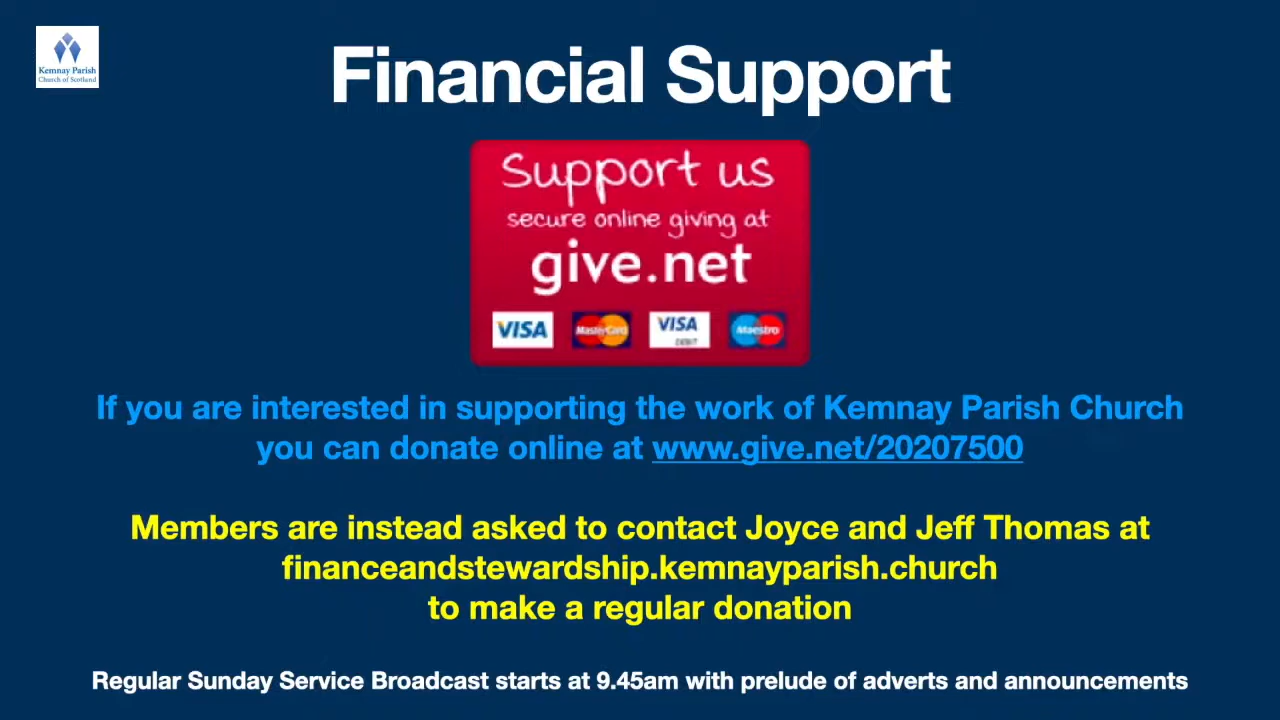 Kemnay Parish
Church of Scotland
Financial Support
Support us
secure online giving at
give.net
VISA MasterCard VISA DEBIT Maestro
If you are interested in supporting the work of Kemnay Parish Church
you can donate online at www.give.net/20207500
Members are instead asked to contact Joyce and Jeff Thomas at
financeandstewardship.kemnayparish.church
to make a regular donation
Regular Sunday Service Broadcast starts at 9.45am with prelude of adverts and announcements